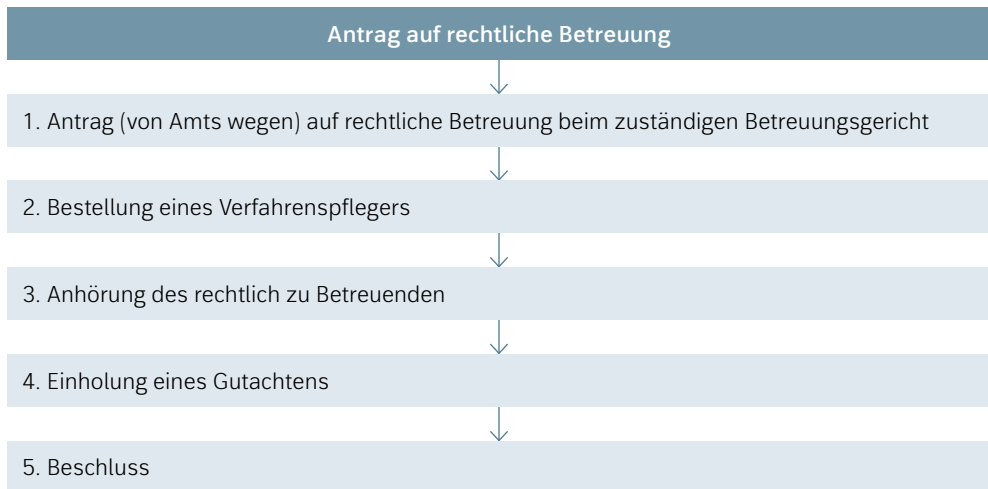 Antrag auf rechtliche Betreuung
1. Antrag (von Amts wegen) auf rechtliche Betreuung beim zuständigen Betreuungsgericht
2. Bestellung eines Verfahrenspflegers
3. Anhörung des rechtlich zu Betreuenden
4. Einholung eines Gutachtens
5. Beschluss